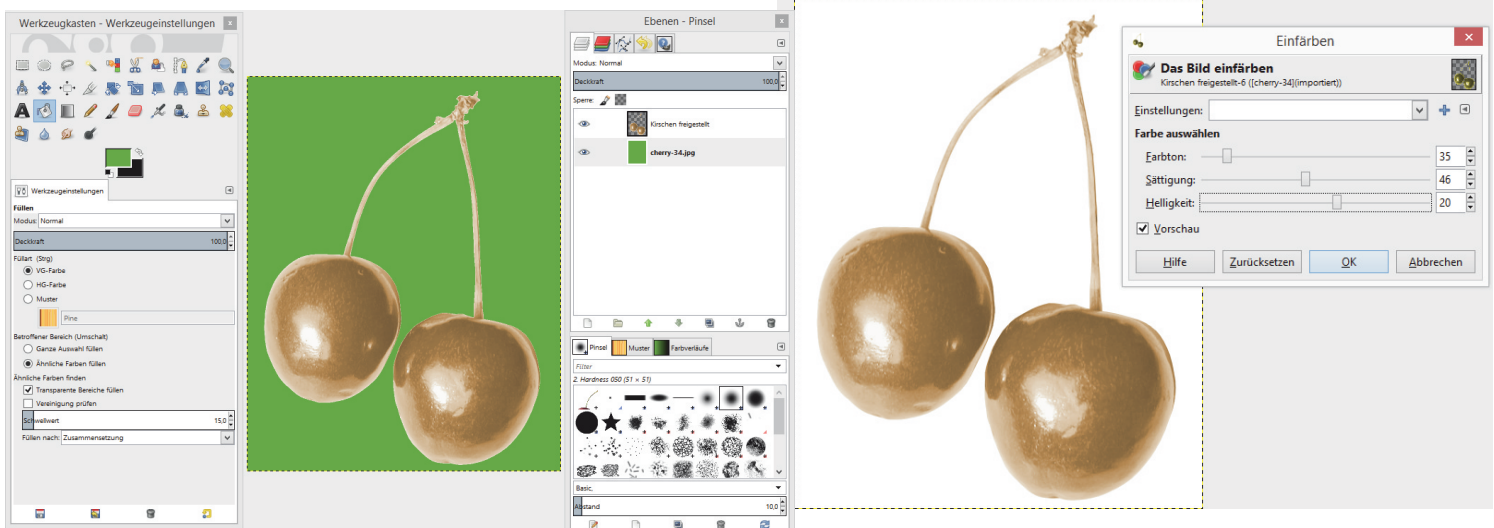 Werkzeugkasten - Werkzeugeinstellungen
Werkzeugeinstellungen
Füllen
Modus: Normal
Deckkraft 100,0
Füllart (Strg)
VG-Farbe
HG-Farbe
Muster
Pine
Betroffener Bereich (Umschalt)
Ganze Auswahl füllen
Ähnliche Farben füllen
Ähnliche Farben finden
Transparente Bereiche füllen
Vereinigung prüfen
Schwellwert 15,0
Füllen nach: Zusammensetzung
Ebenen - Pinsel
Modus: Normal
Deckkraft 100,0
Sperre:
Kirschen freigestellt
cherry-34.jpg
Pinsel Muster Farbverläufe
Filter
2. Hardness 050 (51 × 51)
Basic,
Abstand 10,0
Einfärben
Das Bild einfärben
Kirschen freigestellt-6 ([cherry-34](importiert))
Einstellungen:
Farbe auswählen
Farbton: 35
Sättigung: 46
Helligkeit: 20
Vorschau
Hilfe Zurücksetzen OK Abbrechen